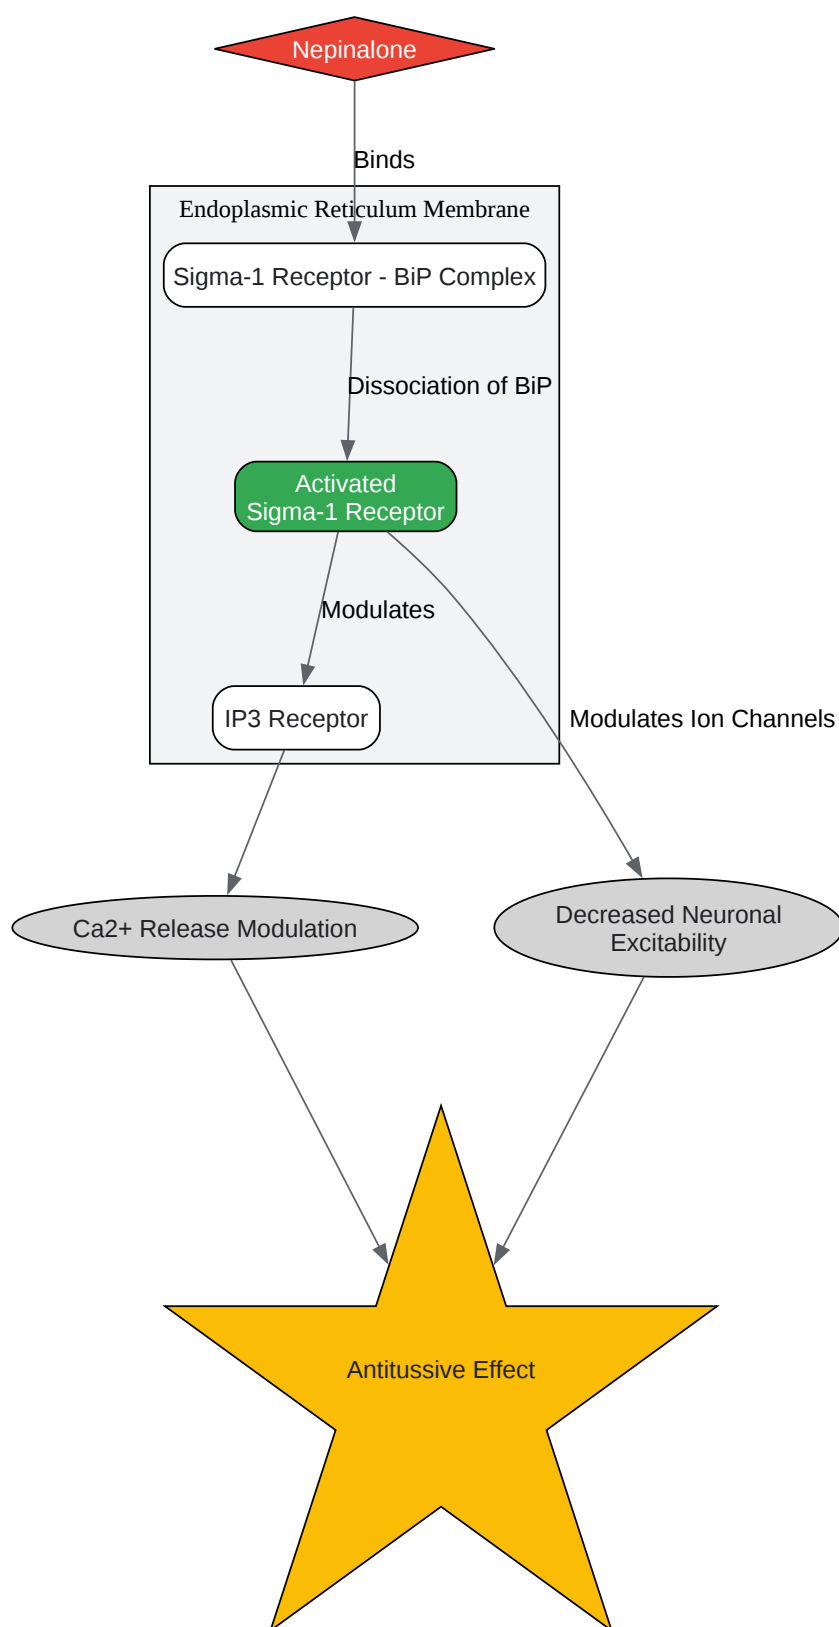 Nepinalone
Binds
Endoplasmic Reticulum Membrane
Sigma-1 Receptor - BiP Complex
Dissociation of BiP
Activated
Sigma-1 Receptor
Modulates
IP3 Receptor
Modulates Ion Channels
Ca2+ Release Modulation
Decreased Neuronal
Excitability
Antitussive Effect